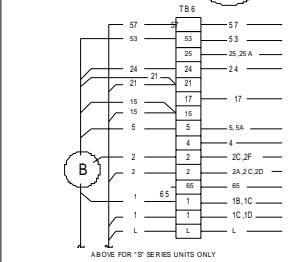 TB 6
57 57 57
53 53 53
25 25,25 A
24 24 24
21
21 21
17 17
15
15 15
5 5 5,5A
4 4
2 2 2C,2F
B
2 2 2A,2C,2D
65 65
65
1 1 1B,1C
1 1 1C,1D
L L L
ABOVE FOR "S" SERIES UNITS ONLY